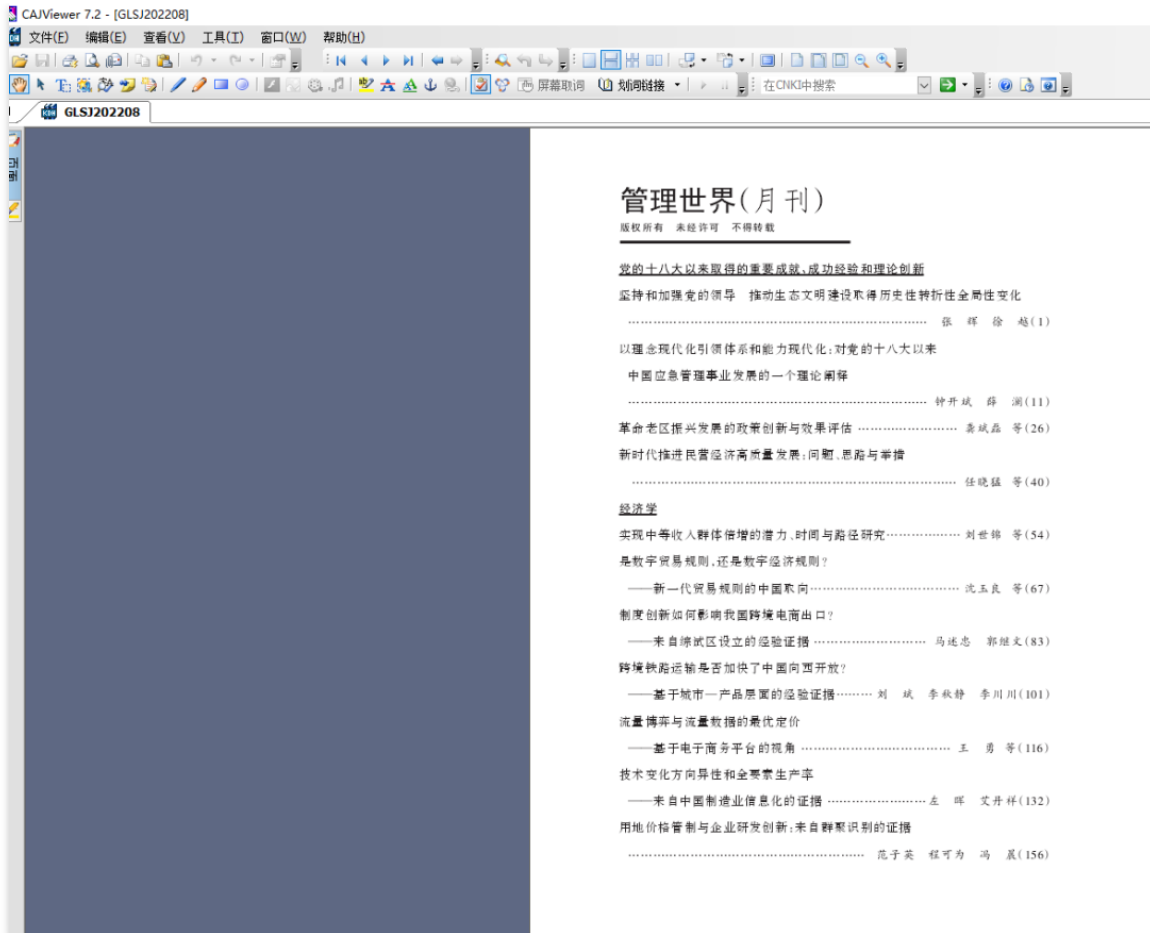 CAJViewer 7.2 - [GLSJ202208]
文件(F) 编辑(E) 查看(V) 工具(T) 窗口(W) 帮助(H)
屏幕取词 划词链接 在CNKI中搜索
GLSJ202208
管理世界(月刊)
版权所有 未经许可 不得转载
党的十八大以来取得的重要成就、成功经验和理论创新
坚持和加强党的领导 推动生态文明建设取得历史性转折性全局性变化
张 辉 徐 越(1)
以理念现代化引领体系和能力现代化:对党的十八大以来
中国应急管理事业发展的一个理论阐释
钟开斌 薛 澜(11)
革命老区振兴发展的政策创新与效果评估 龚斌磊 等(26)
新时代推进民营经济高质量发展:问题、思路与举措
任晓猛 等(40)
经济学
实现中等收入群体倍增的潜力、时间与路径研究 刘世锦 等(54)
是数字贸易规则,还是数字经济规则?
——新一代贸易规则的中国取向 沈玉良 等(67)
制度创新如何影响我国跨境电商出口?
——来自综试区设立的经验证据 马述忠 郭继文(83)
跨境铁路运输是否加快了中国向西开放?
——基于城市—产品层面的经验证据 刘 斌 李秋静 李川川(101)
流量博弈与流量数据的最优定价
——基于电子商务平台的视角 王 勇 等(116)
技术变化方向异性和全要素生产率
——来自中国制造业信息化的证据 左 晖 艾丹祥(132)
用地价格管制与企业研发创新:来自群聚识别的证据
范子英 程可为 冯 晨(156)